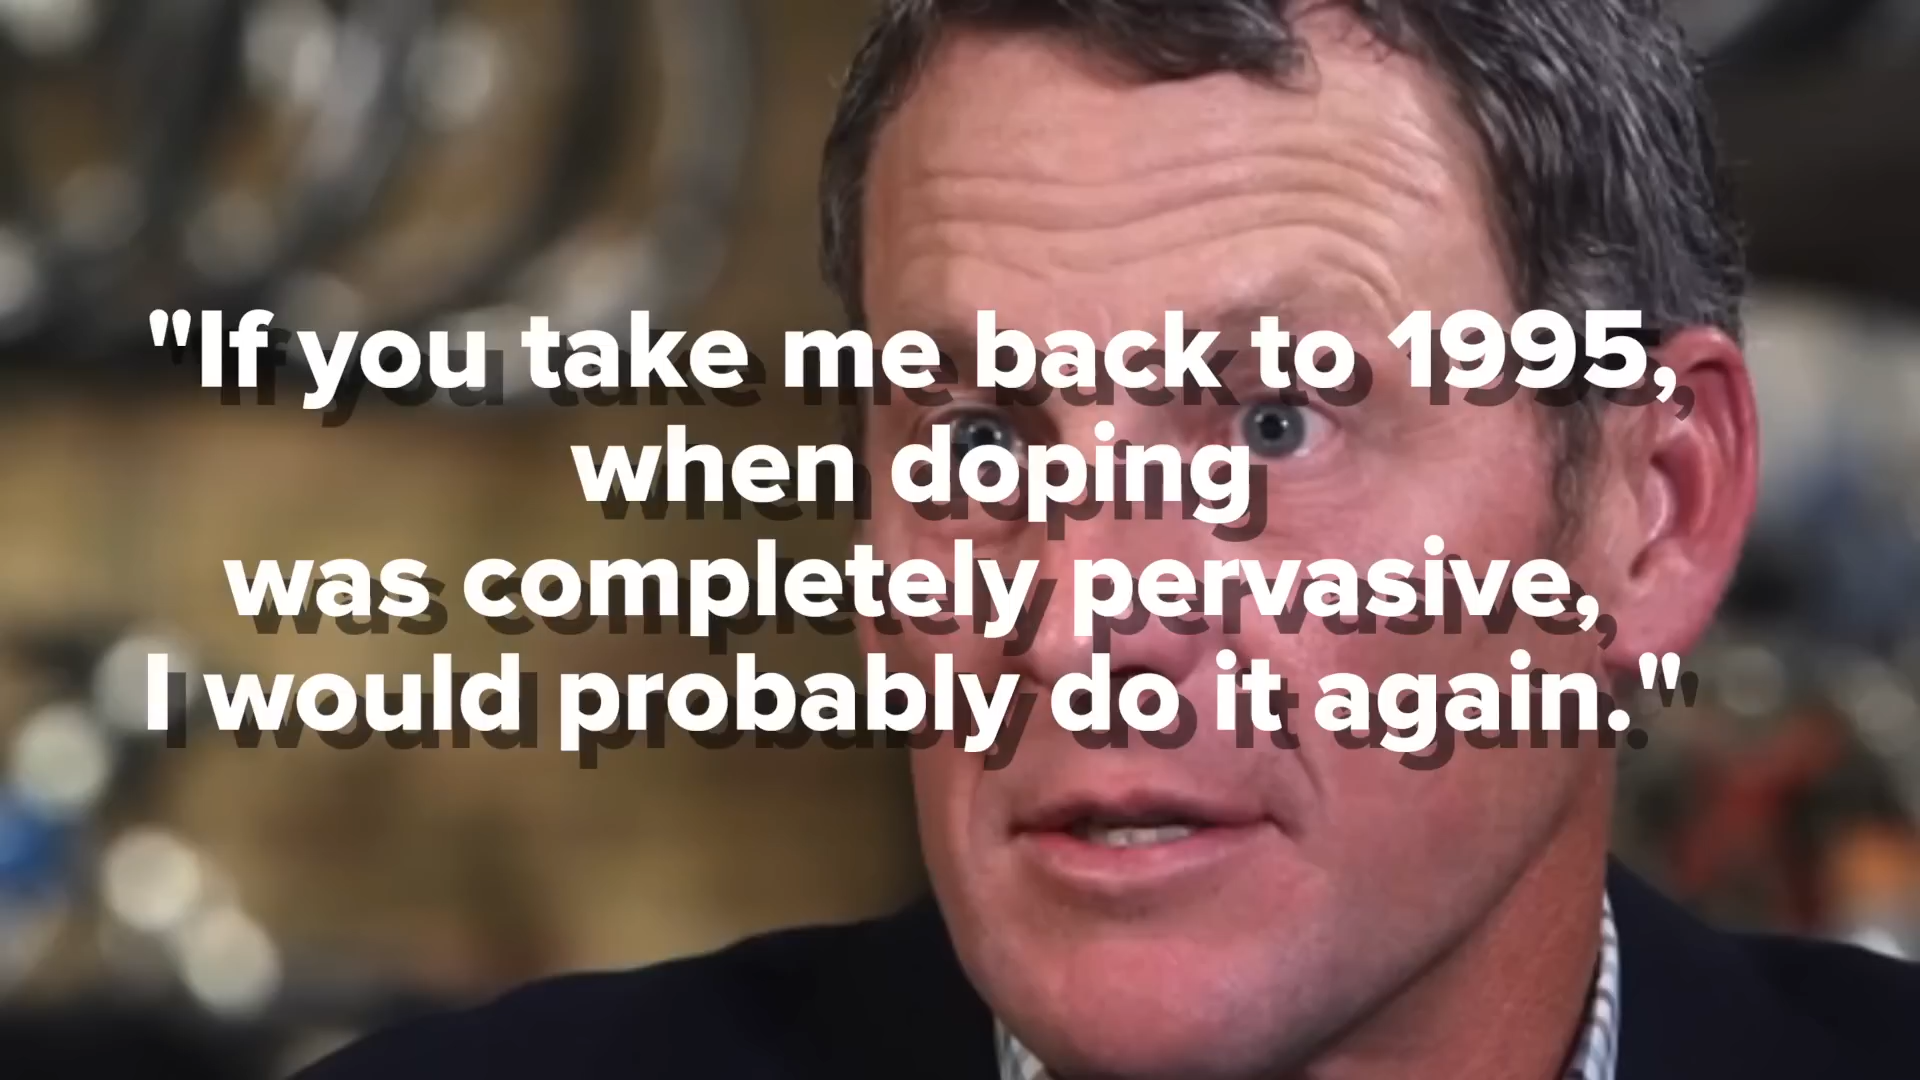 "If you take me back to 1995,
when doping
was completely pervasive,
I would probably do it again."